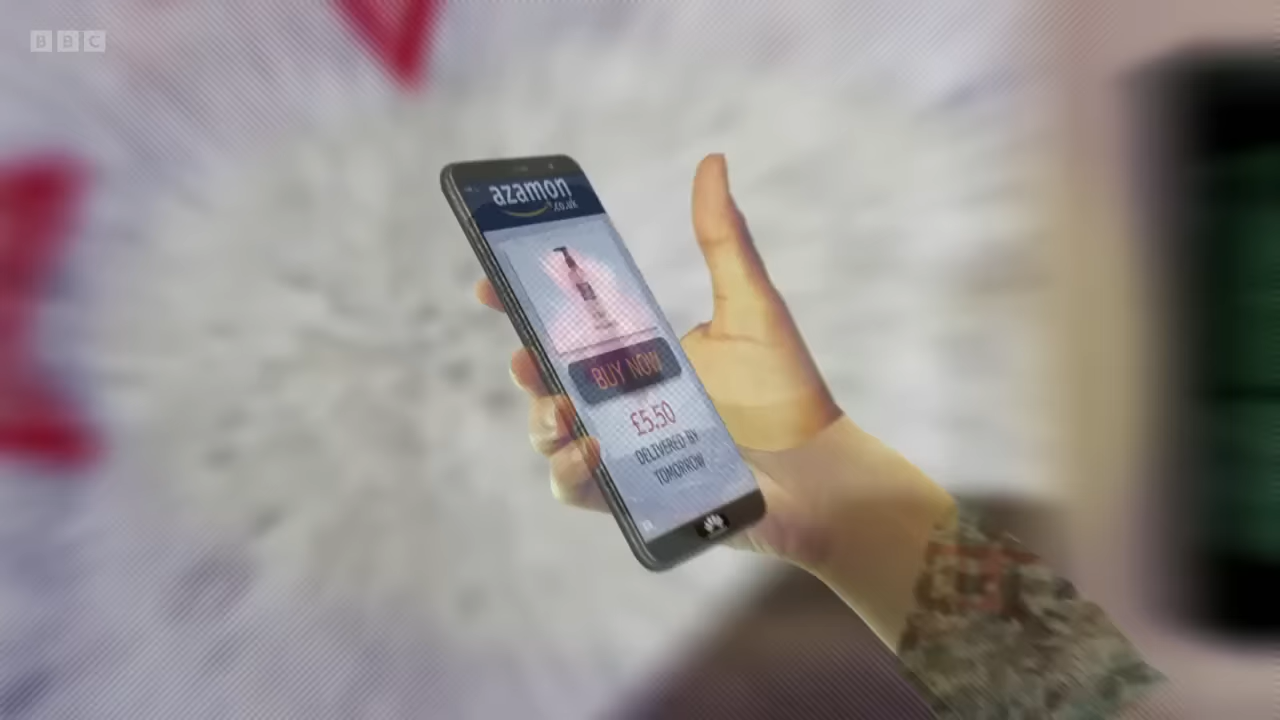 BBC
azamon
.co.uk
BUY NOW
£5.50
DELIVERED BY
TOMORROW